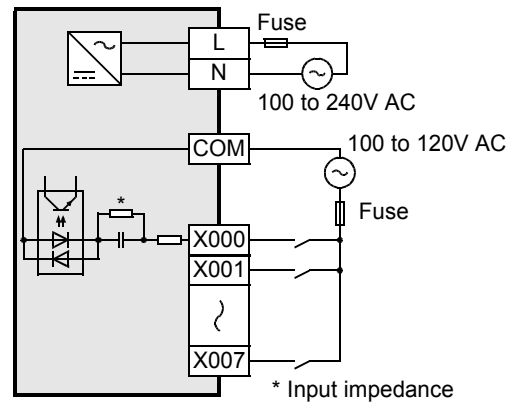 Fuse
L
N
100 to 240V AC
COM
100 to 120V AC
*
Fuse
X000
X001
X007
* Input impedance